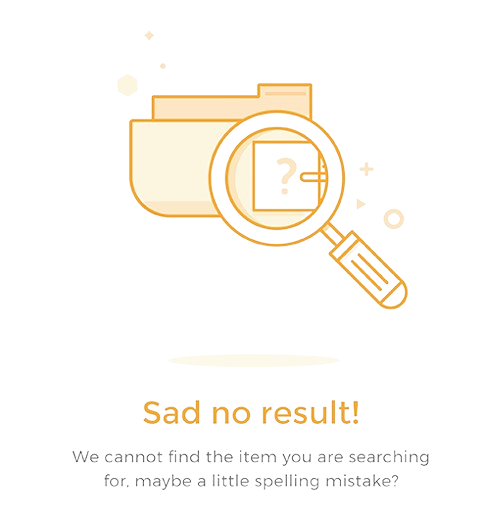 ?
Sad no result!
We cannot find the item you are searching
for, maybe a little spelling mistake?